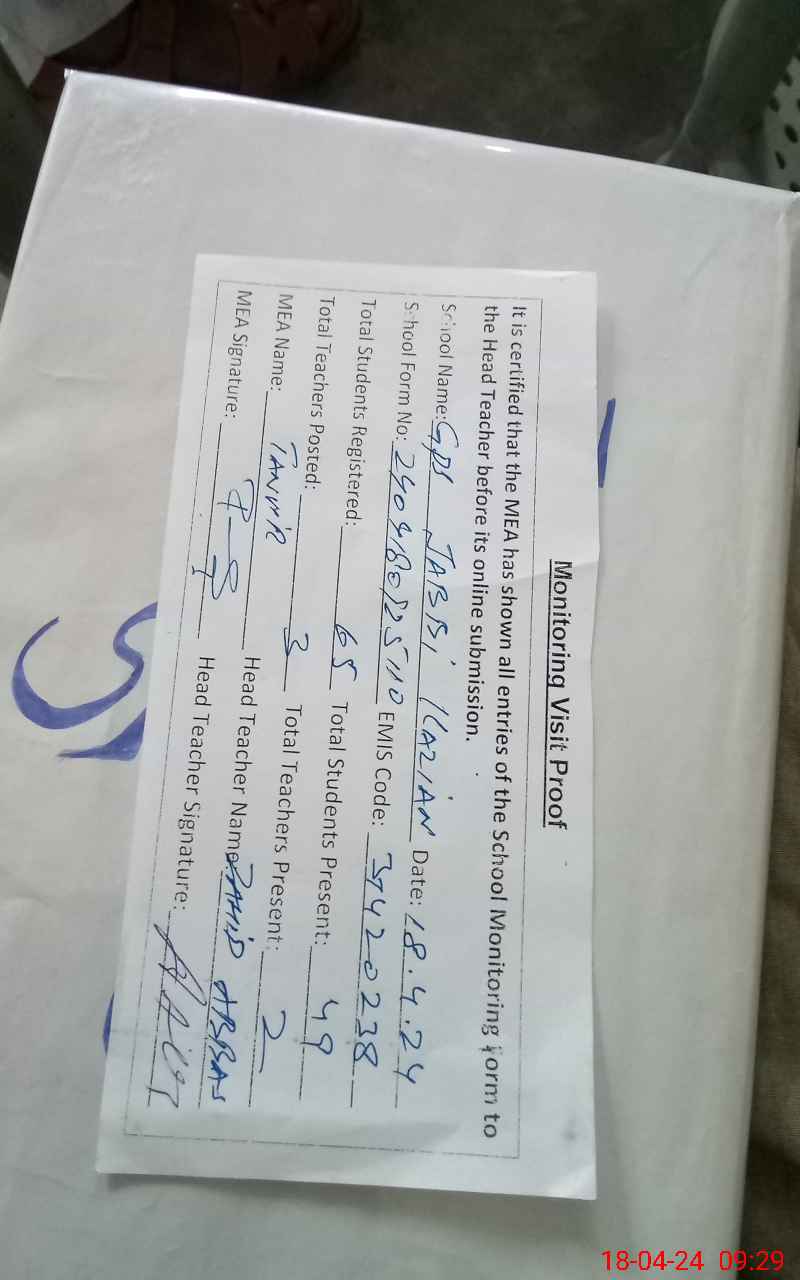 Monitoring Visit Proof
It is certified that the MEA has shown all entries of the School Monitoring Form to
the Head Teacher before its online submission.
School Name: GPS JABBi KAZiAN Date: 18.4.24
School Form No: EMIS Code: 37420238
Total Students Registered: 65 Total Students Present: 49
Total Teachers Posted: 3 Total Teachers Present: 2
MEA Name: TANViR Head Teacher Name: ZAHiD ABBAS
MEA Signature: Head Teacher Signature:
18-04-24 09:29